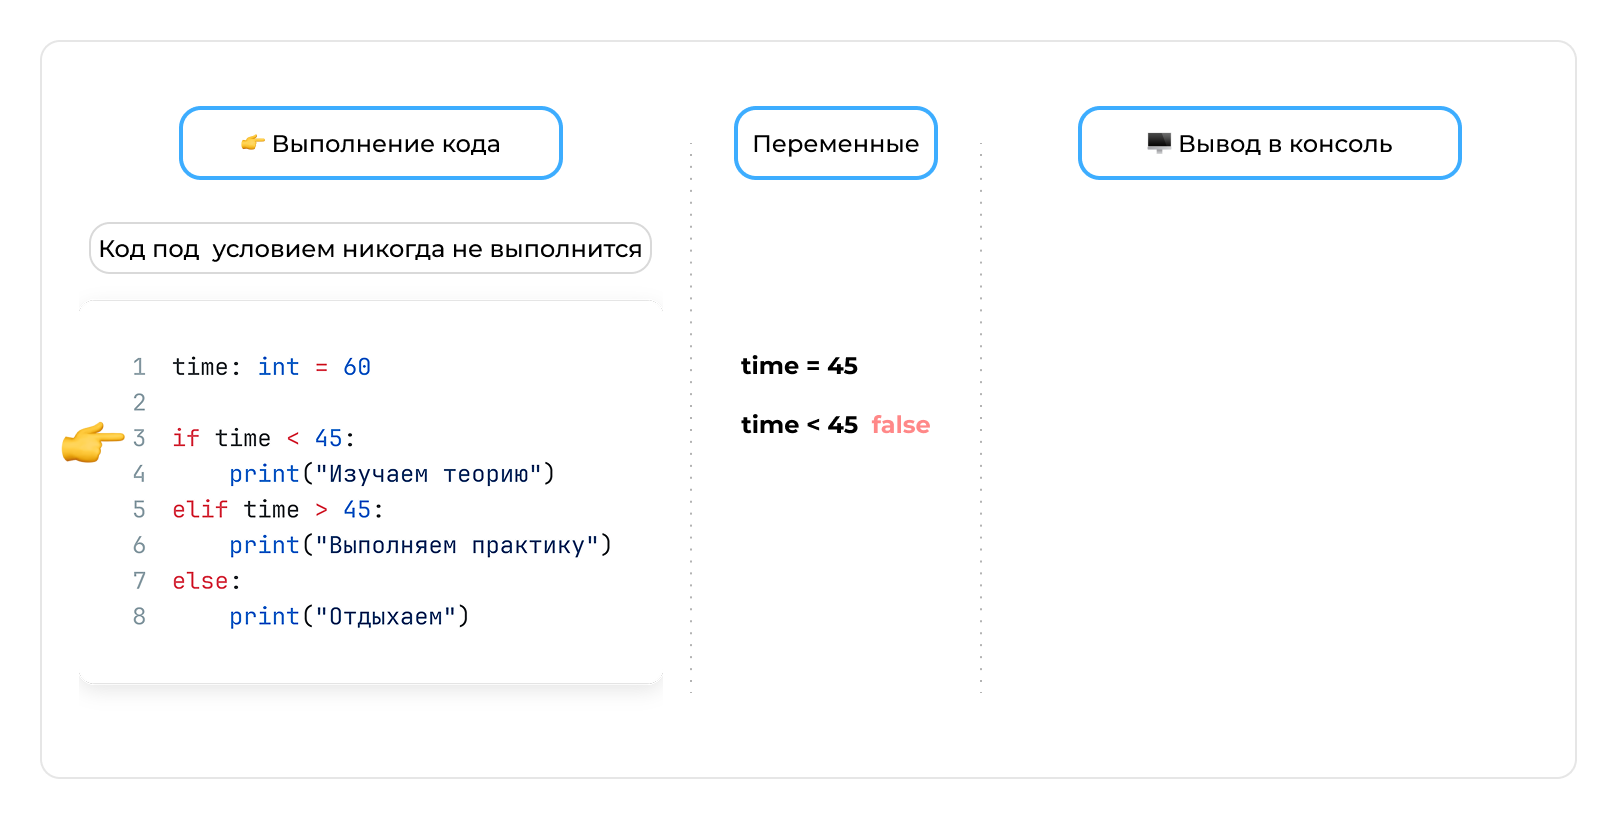 👉 Выполнение кода
Переменные
🖥️ Вывод в консоль
Код под  условием никогда не выполнится
1 time: int = 60
2
3 if time < 45:
4     print("Изучаем теорию")
5 elif time > 45:
6     print("Выполняем практику")
7 else:
8     print("Отдыхаем")
time = 45
time < 45 false